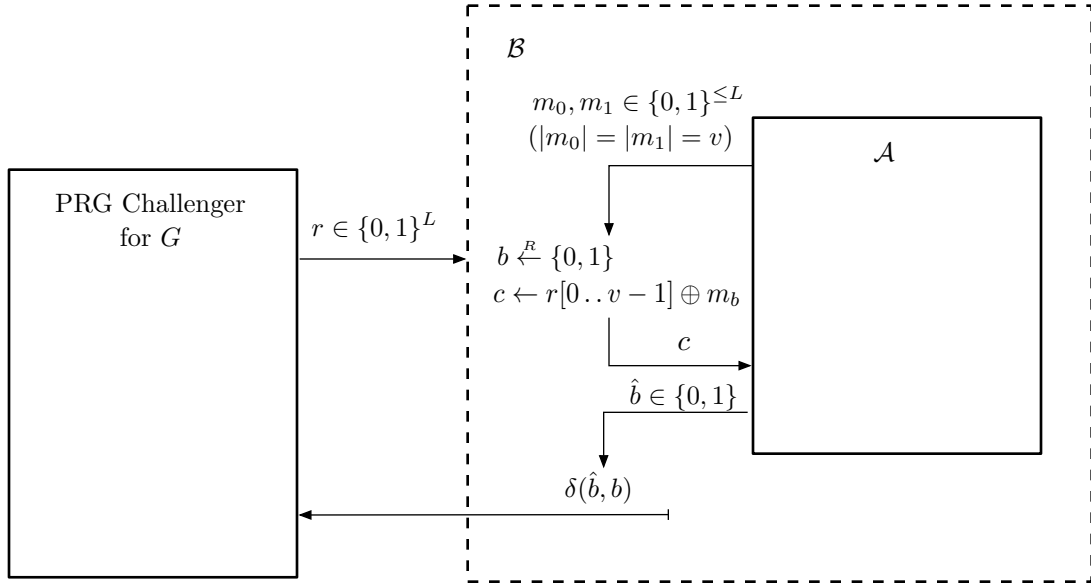 ℬ
m₀, m₁ ∈ {0, 1}^{≤L}
(|m₀| = |m₁| = v)
𝒜
PRG Challenger
for G
r ∈ {0, 1}^L
b ←ᴿ {0, 1}
c ← r[0 . . v − 1] ⊕ m_b
c
b̂ ∈ {0, 1}
δ(b̂, b)